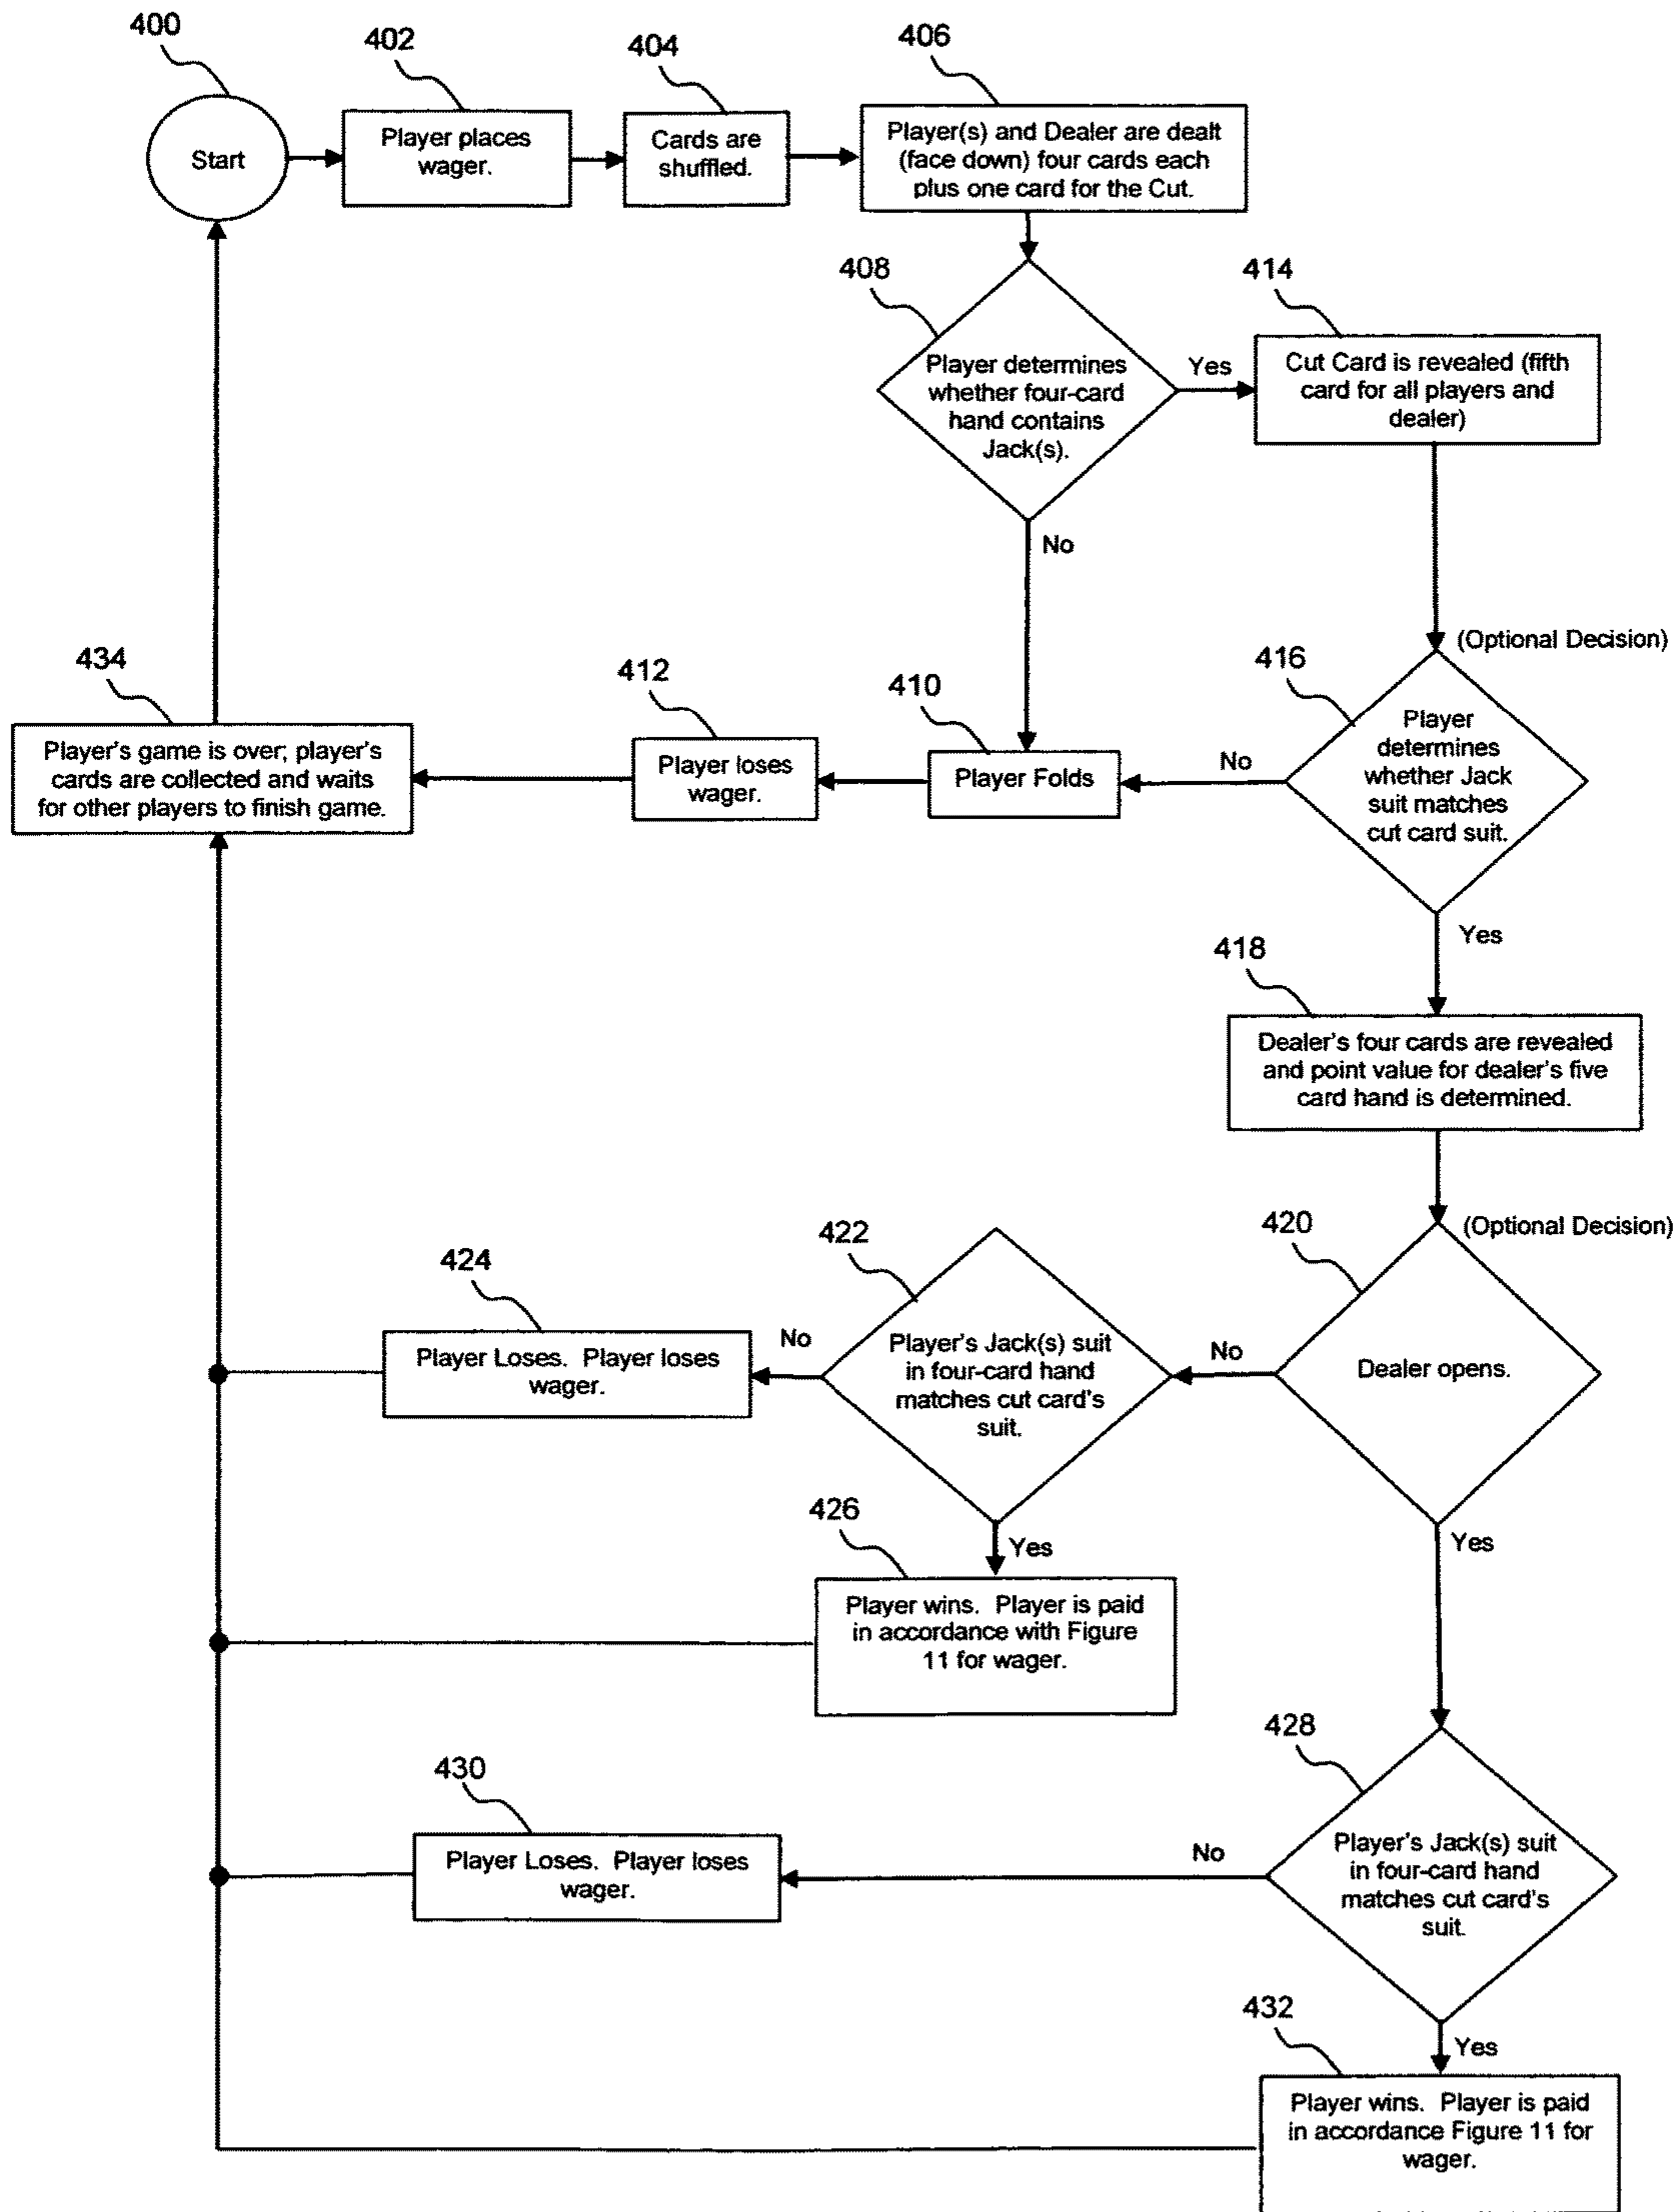 400
402
404
406
Start
Player places
wager.
Cards are
shuffled.
Player(s) and Dealer are dealt
(face down) four cards each
plus one card for the Cut.
408
414
Player determines
whether four-card
hand contains
Jack(s).
Yes
Cut Card is revealed (fifth
card for all players and
dealer)
No
(Optional Decision)
434
412
410
416
Player's game is over; player's
cards are collected and waits
for other players to finish game.
Player loses
wager.
Player Folds
No
Player
determines
whether Jack
suit matches
cut card suit.
Yes
418
Dealer's four cards are revealed
and point value for dealer's five
card hand is determined.
424
422
420
(Optional Decision)
Player Loses. Player loses
wager.
No
Player's Jack(s) suit
in four-card hand
matches cut card's
suit.
No
Dealer opens.
426
Yes
Yes
Player wins. Player is paid
in accordance with Figure
11 for wager.
428
430
Player Loses. Player loses
wager.
No
Player's Jack(s) suit
in four-card hand
matches cut card's
suit.
432
Yes
Player wins. Player is paid
in accordance Figure 11 for
wager.